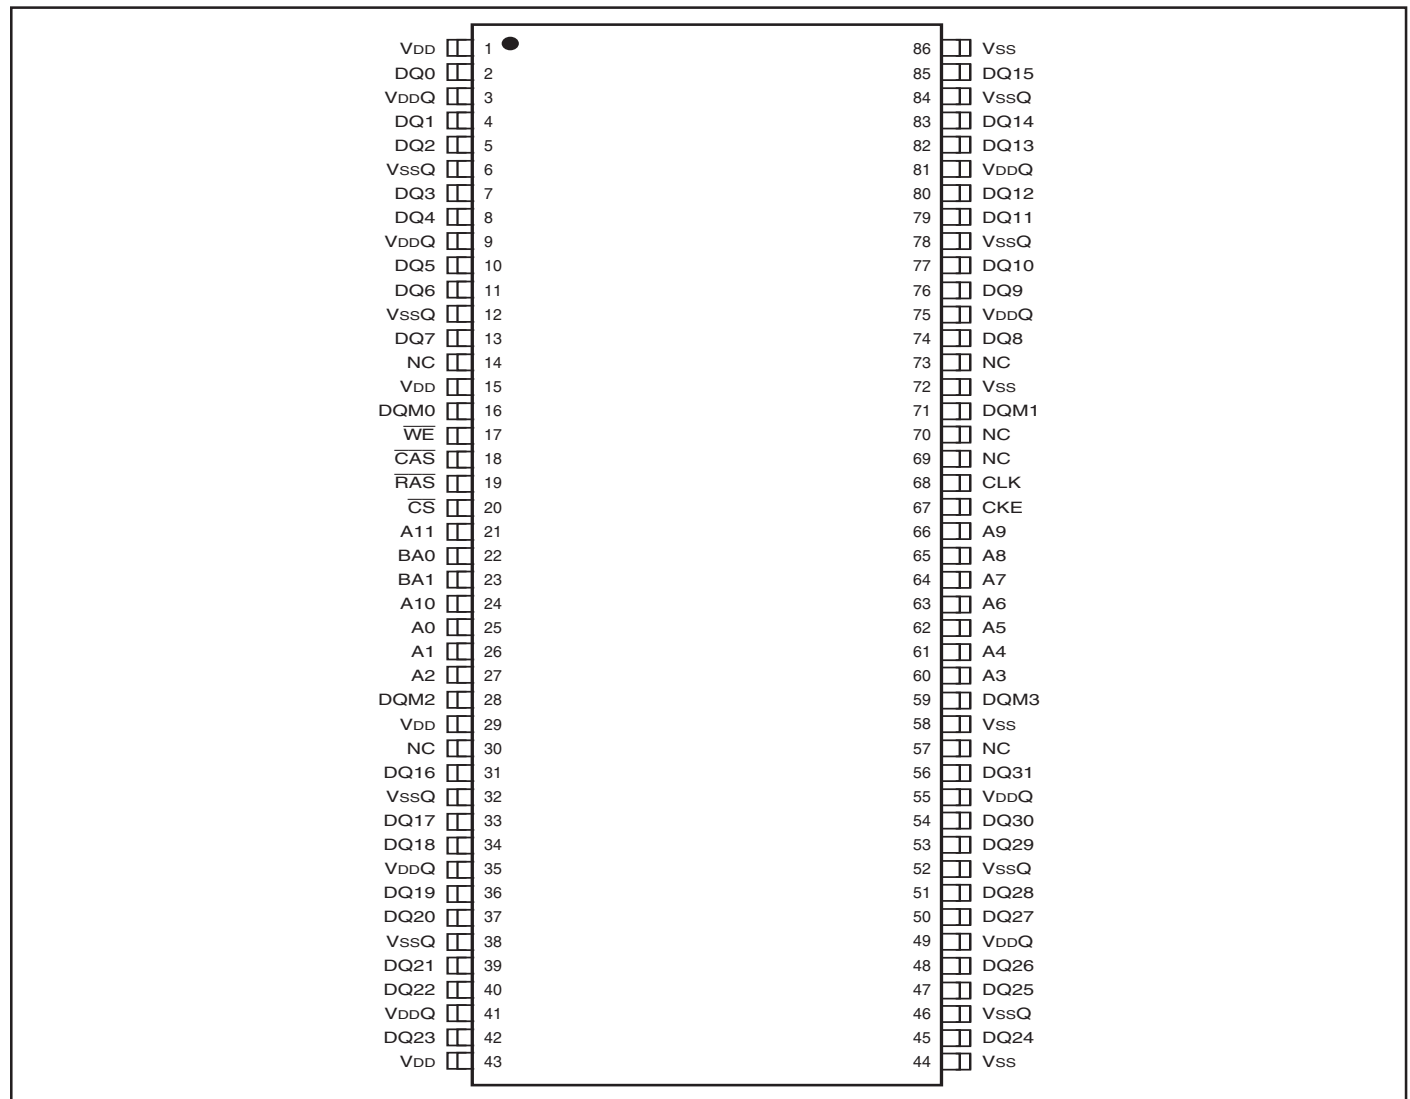 VDD 1 86 VSS
DQ0 2 85 DQ15
VDDQ 3 84 VSSQ
DQ1 4 83 DQ14
DQ2 5 82 DQ13
VSSQ 6 81 VDDQ
DQ3 7 80 DQ12
DQ4 8 79 DQ11
VDDQ 9 78 VSSQ
DQ5 10 77 DQ10
DQ6 11 76 DQ9
VSSQ 12 75 VDDQ
DQ7 13 74 DQ8
NC 14 73 NC
VDD 15 72 VSS
DQM0 16 71 DQM1
W̅E̅ 17 70 NC
C̅A̅S̅ 18 69 NC
R̅A̅S̅ 19 68 CLK
C̅S̅ 20 67 CKE
A11 21 66 A9
BA0 22 65 A8
BA1 23 64 A7
A10 24 63 A6
A0 25 62 A5
A1 26 61 A4
A2 27 60 A3
DQM2 28 59 DQM3
VDD 29 58 VSS
NC 30 57 NC
DQ16 31 56 DQ31
VSSQ 32 55 VDDQ
DQ17 33 54 DQ30
DQ18 34 53 DQ29
VDDQ 35 52 VSSQ
DQ19 36 51 DQ28
DQ20 37 50 DQ27
VSSQ 38 49 VDDQ
DQ21 39 48 DQ26
DQ22 40 47 DQ25
VDDQ 41 46 VSSQ
DQ23 42 45 DQ24
VDD 43 44 VSS